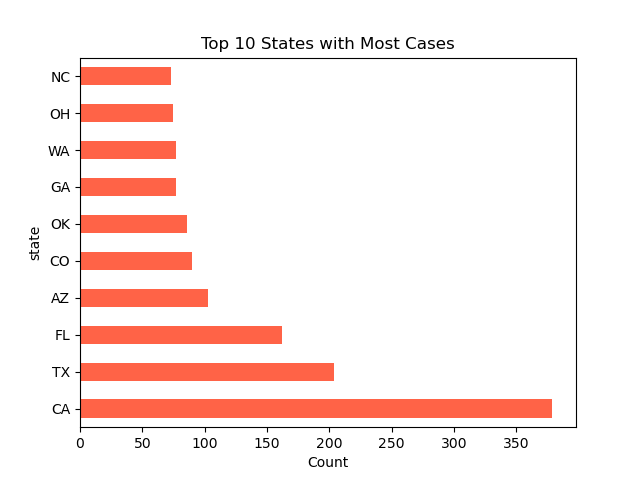 Top 10 States with Most Cases
NC
OH
WA
GA
OK
CO
AZ
FL
TX
CA
state
0 50 100 150 200 250 300 350
Count